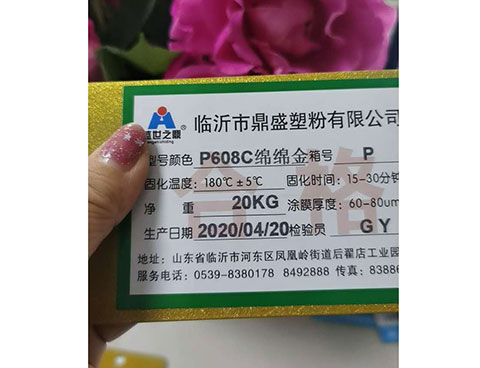 临沂市鼎盛塑粉有限公司
盛世之鼎
型号颜色 P608C绵绵金 箱号 P
固化温度: 180℃±5℃ 固化时间: 15-30分钟
净 重 20KG 涂膜厚度: 60-80um
生产日期 2020/04/20 检验员 GY
合格
地址: 山东省临沂市河东区凤凰岭街道后翟店工业园
服务电话: 0539-8380178 8492888 传真: 8388